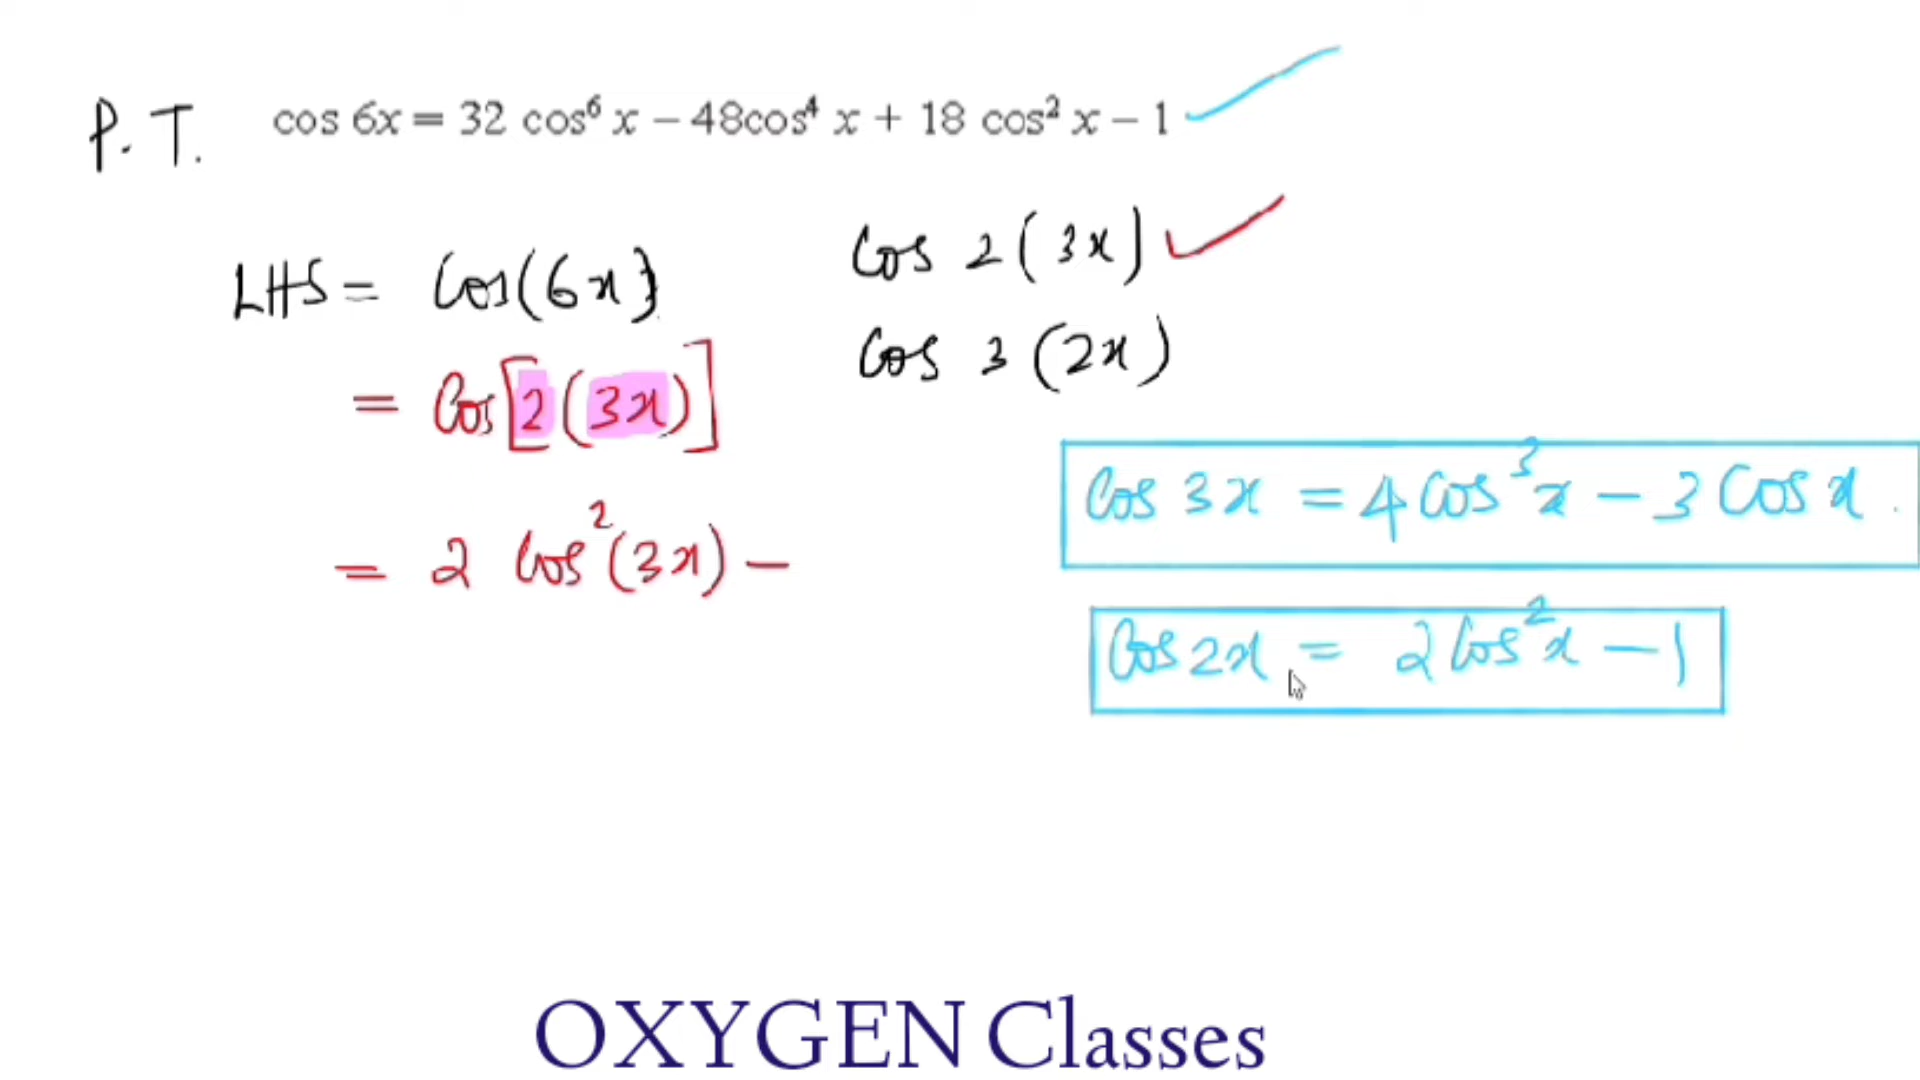 P.T. cos 6x = 32 cos⁶ x − 48cos⁴ x + 18 cos² x − 1
Cos 2(3x)
LHS = Cos(6x)
Cos 3(2x)
= Cos[2(3x)]
Cos 3x = 4 Cos³x − 3 Cos x.
= 2 Cos²(3x) −
Cos 2x = 2 Cos²x − 1
OXYGEN Classes